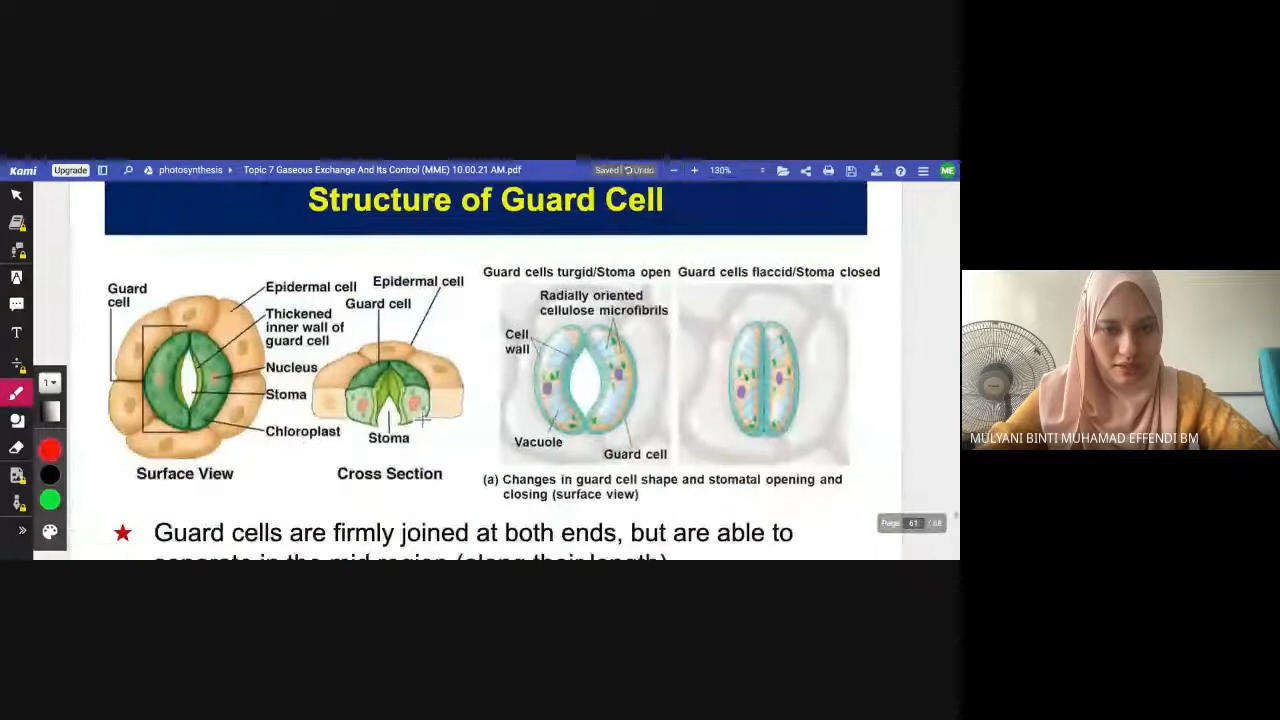 Kami
Upgrade
photosynthesis
Topic 7 Gaseous Exchange And Its Control (MME) 10.00.21 AM.pdf
Saved
Undo
130%
ME
Structure of Guard Cell
Guard
cell
Epidermal cell
Thickened
inner wall of
guard cell
Nucleus
Stoma
Chloroplast
Surface View
Epidermal cell
Guard cell
Stoma
Cross Section
Guard cells turgid/Stoma open
Radially oriented
cellulose microfibrils
Cell
wall
Vacuole
Guard cell
Guard cells flaccid/Stoma closed
(a) Changes in guard cell shape and stomatal opening and
closing (surface view)
Page 61 / 68
★ Guard cells are firmly joined at both ends, but are able to
separate in the mid region (along their length)
1
MULYANI BINTI MUHAMAD EFFENDI BM